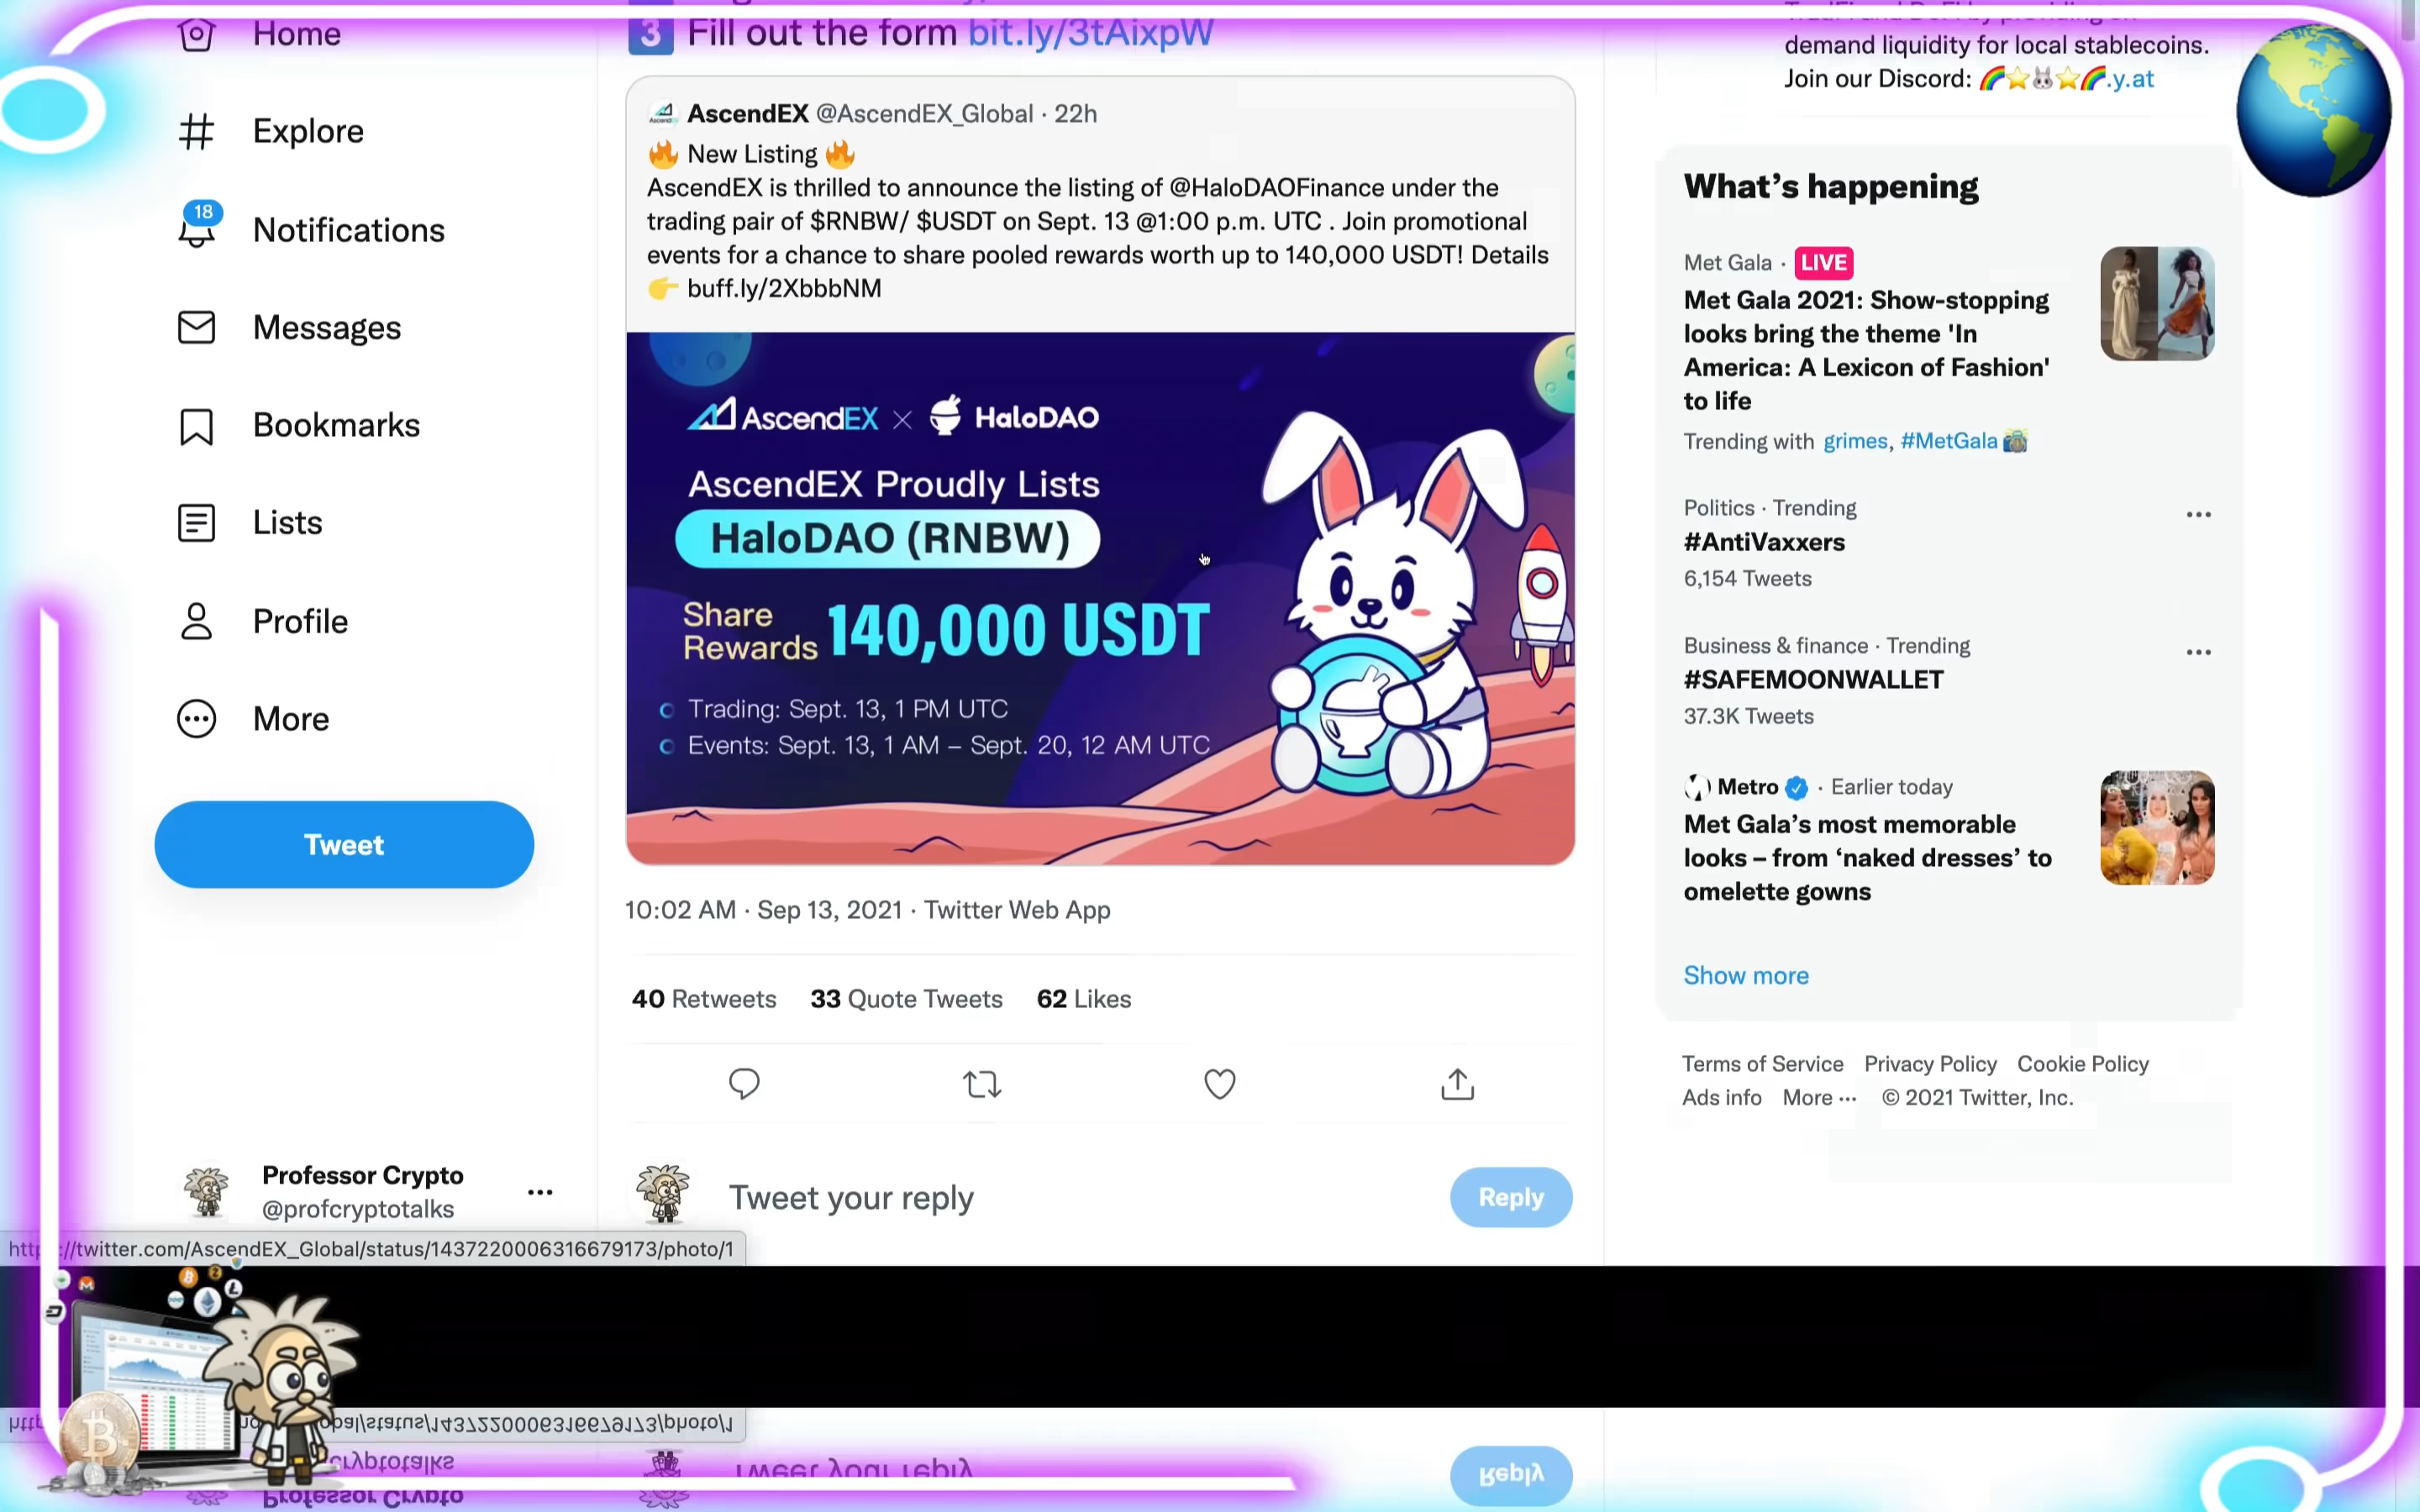 Home
Explore
18
Notifications
Messages
Bookmarks
Lists
Profile
More
Tweet
Professor Crypto
@profcryptotalks
3 Fill out the form bit.ly/3tAixpW
AscendEX @AscendEX_Global · 22h
🔥 New Listing 🔥
AscendEX is thrilled to announce the listing of @HaloDAOFinance under the
trading pair of $RNBW/ $USDT on Sept. 13 @1:00 p.m. UTC . Join promotional
events for a chance to share pooled rewards worth up to 140,000 USDT! Details
👉 buff.ly/2XbbbNM
AscendEX × HaloDAO
AscendEX Proudly Lists
HaloDAO (RNBW)
Share
Rewards 140,000 USDT
Trading: Sept. 13, 1 PM UTC
Events: Sept. 13, 1 AM – Sept. 20, 12 AM UTC
10:02 AM · Sep 13, 2021 · Twitter Web App
40 Retweets 33 Quote Tweets 62 Likes
Tweet your reply
Reply
demand liquidity for local stablecoins.
Join our Discord: 🌈⭐🐰⭐🌈.y.at
What’s happening
Met Gala · LIVE
Met Gala 2021: Show-stopping
looks bring the theme 'In
America: A Lexicon of Fashion'
to life
Trending with grimes, #MetGala
Politics · Trending
#AntiVaxxers
6,154 Tweets
Business & finance · Trending
#SAFEMOONWALLET
37.3K Tweets
Metro · Earlier today
Met Gala’s most memorable
looks – from ‘naked dresses’ to
omelette gowns
Show more
Terms of Service Privacy Policy Cookie Policy
Ads info More ··· © 2021 Twitter, Inc.
https://twitter.com/AscendEX_Global/status/1437220006316679173/photo/1